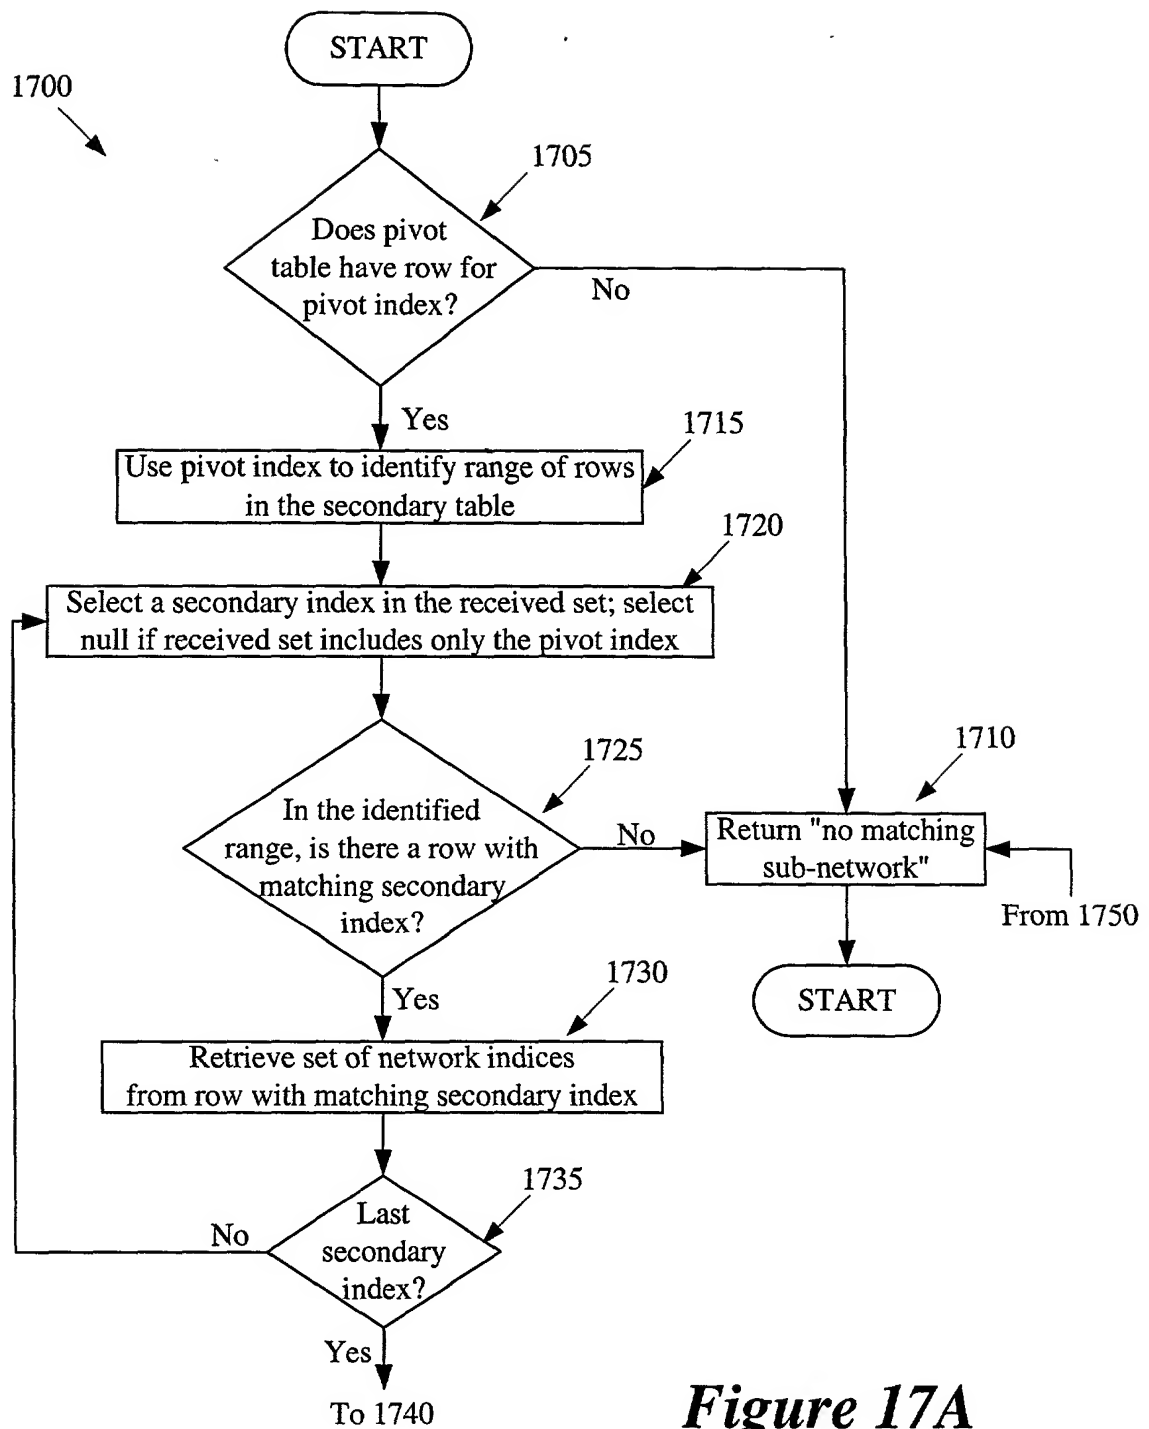 START
1700
1705
Does pivot
table have row for
pivot index?
No
Yes
1715
Use pivot index to identify range of rows
in the secondary table
1720
Select a secondary index in the received set; select
null if received set includes only the pivot index
1725
In the identified
range, is there a row with
matching secondary
index?
No
1710
Return "no matching
sub-network"
From 1750
START
Yes
1730
Retrieve set of network indices
from row with matching secondary index
1735
Last
secondary
index?
No
Yes
To 1740
Figure 17A